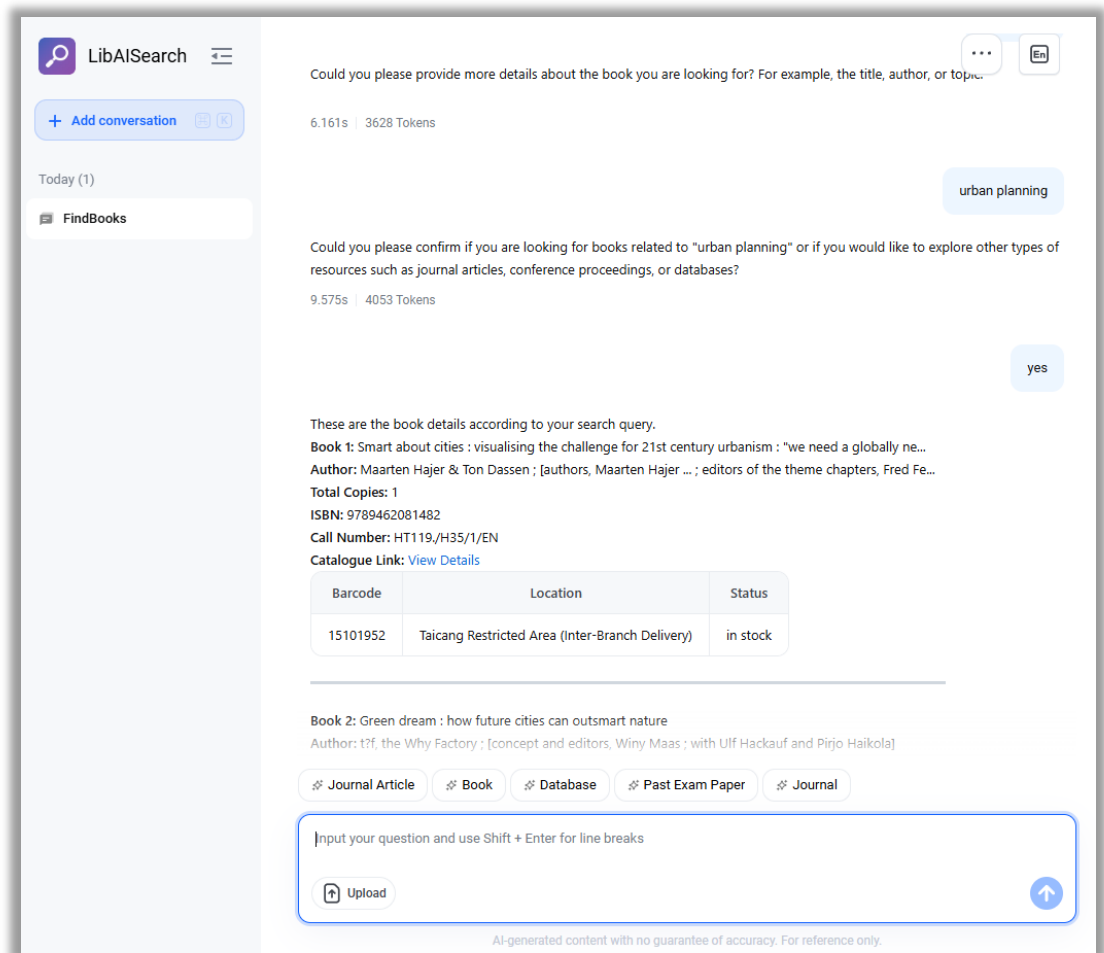 LibAISearch
Add conversation K
Today (1)
FindBooks
En
Could you please provide more details about the book you are looking for? For example, the title, author, or topic.
6.161s 3628 Tokens
urban planning
Could you please confirm if you are looking for books related to "urban planning" or if you would like to explore other types of
resources such as journal articles, conference proceedings, or databases?
9.575s 4053 Tokens
yes
These are the book details according to your search query.
Book 1: Smart about cities : visualising the challenge for 21st century urbanism : "we need a globally ne...
Author: Maarten Hajer & Ton Dassen ; [authors, Maarten Hajer ... ; editors of the theme chapters, Fred Fe...
Total Copies: 1
ISBN: 9789462081482
Call Number: HT119./H35/1/EN
Catalogue Link: View Details
Barcode Location Status
15101952 Taicang Restricted Area (Inter-Branch Delivery) in stock
Book 2: Green dream : how future cities can outsmart nature
Author: t?f, the Why Factory ; [concept and editors, Winy Maas ; with Ulf Hackauf and Pirjo Haikola]
Journal Article Book Database Past Exam Paper Journal
Input your question and use Shift + Enter for line breaks
Upload
AI-generated content with no guarantee of accuracy. For reference only.